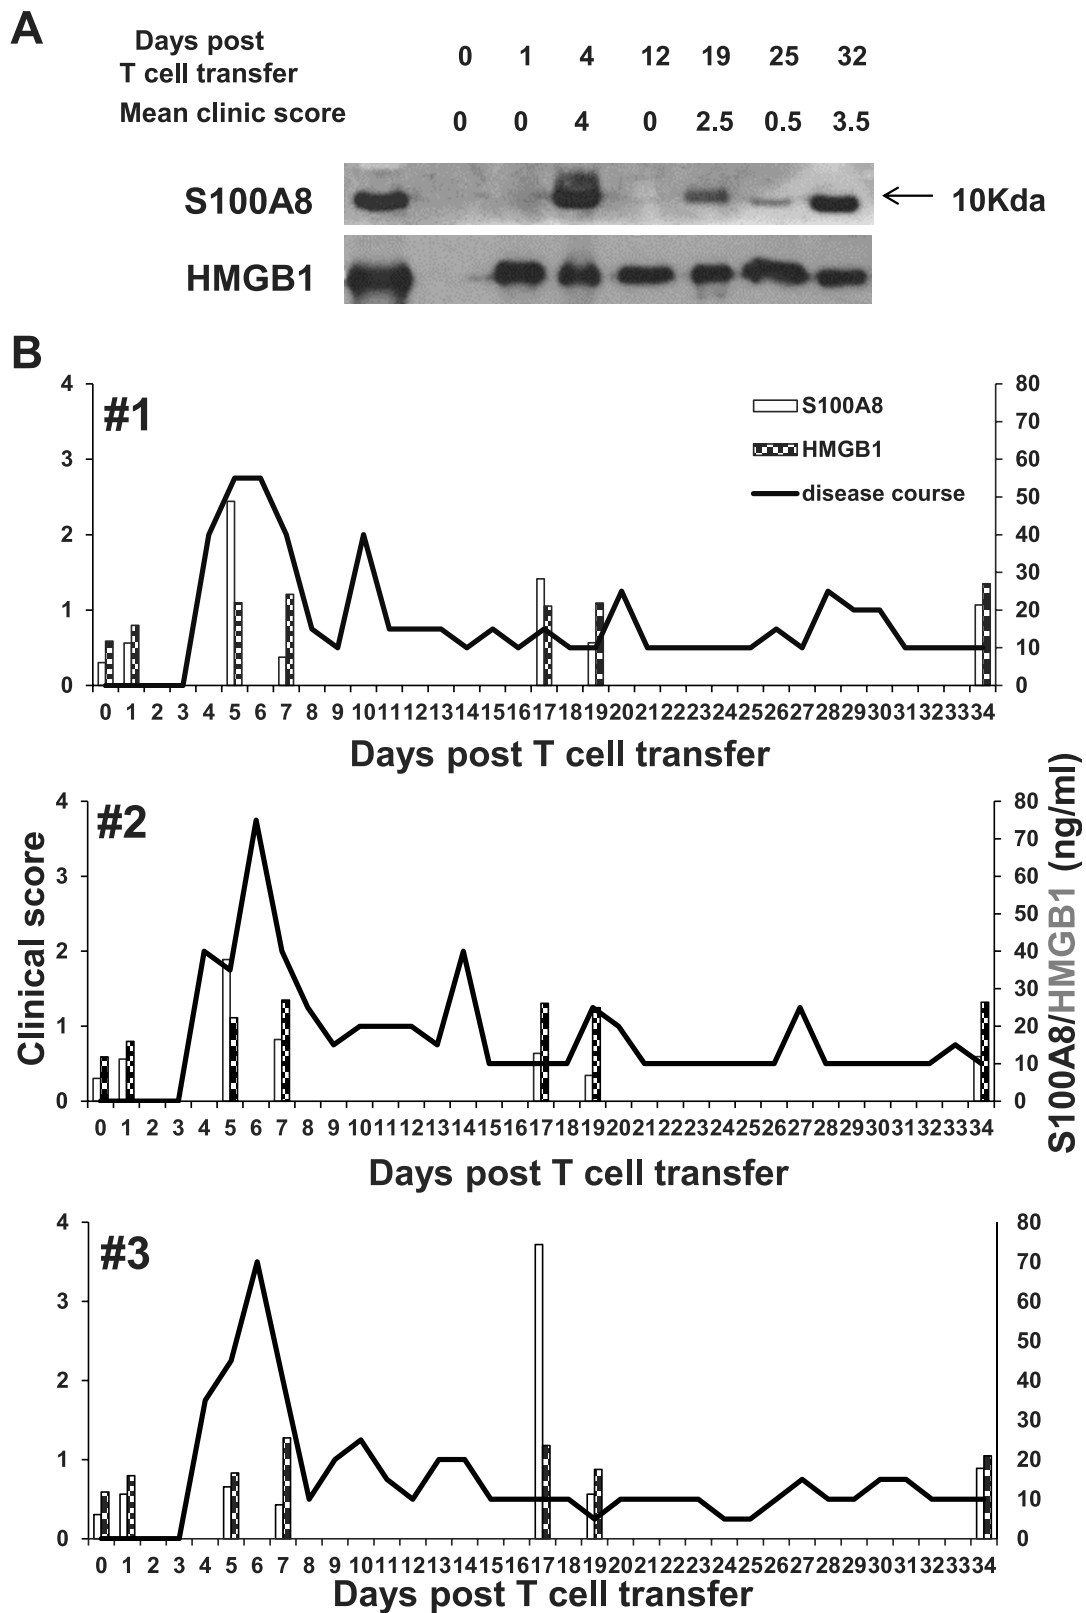 A
Days post
T cell transfer
0 1 4 12 19 25 32
Mean clinic score
0 0 4 0 2.5 0.5 3.5
S100A8
10Kda
HMGB1
B
#1
4
3
2
1
0
80
70
60
50
40
30
20
10
0
S100A8
HMGB1
disease course
0 1 2 3 4 5 6 7 8 9 10 11 12 13 14 15 16 17 18 19 20 21 22 23 24 25 26 27 28 29 30 31 32 33 34
Days post T cell transfer
#2
4
3
2
1
0
80
70
60
50
40
30
20
10
0
Clinical score
S100A8/HMGB1 (ng/ml)
0 1 2 3 4 5 6 7 8 9 10 11 12 13 14 15 16 17 18 19 20 21 22 23 24 25 26 27 28 29 30 31 32 33 34
Days post T cell transfer
#3
4
3
2
1
0
80
70
60
50
40
30
20
10
0
0 1 2 3 4 5 6 7 8 9 10 11 12 13 14 15 16 17 18 19 20 21 22 23 24 25 26 27 28 29 30 31 32 33 34
Days post T cell transfer